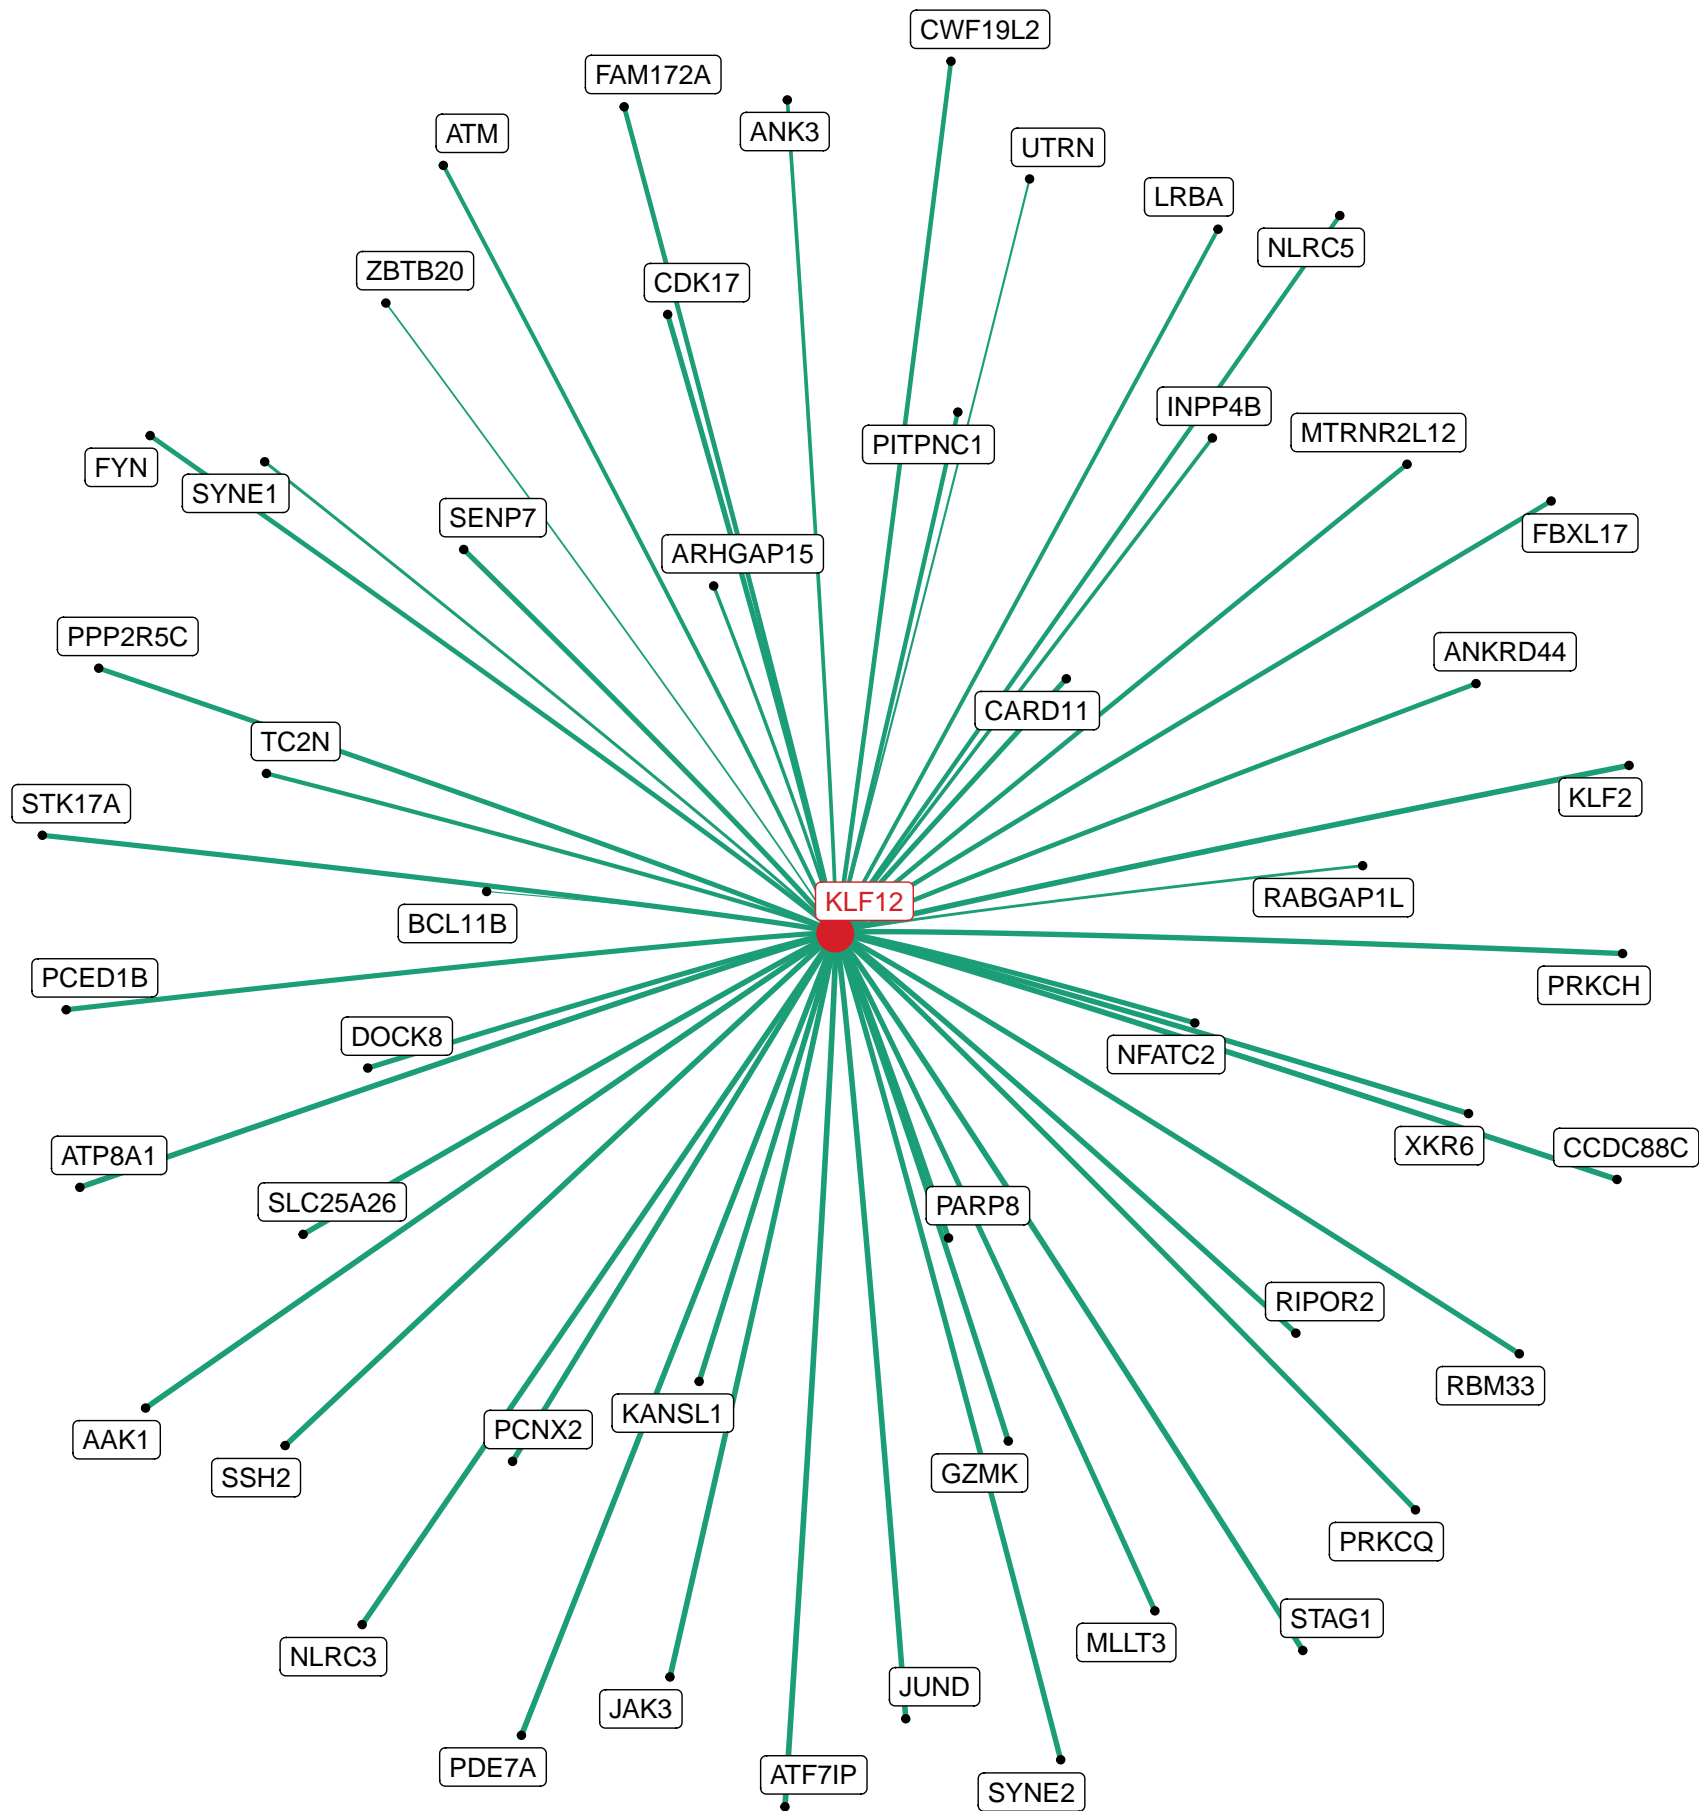 CWF19L2
FAM172A
ANK3
ATM
UTRN
LRBA
NLRC5
ZBTB20
CDK17
INPP4B
MTRNR2L12
PITPNC1
FYN
SYNE1
SENP7
FBXL17
ARHGAP15
PPP2R5C
ANKRD44
CARD11
TC2N
KLF2
STK17A
RABGAP1L
KLF12
BCL11B
PCED1B
PRKCH
DOCK8
NFATC2
XKR6
CCDC88C
ATP8A1
SLC25A26
PARP8
RIPOR2
RBM33
KANSL1
PCNX2
AAK1
SSH2
GZMK
PRKCQ
STAG1
MLLT3
NLRC3
JUND
JAK3
PDE7A
ATF7IP
SYNE2